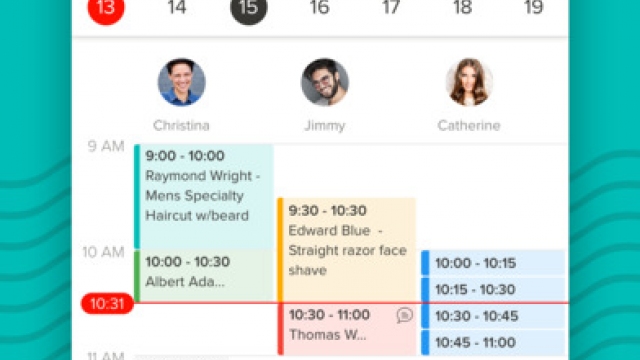 13 14 15 16 17 18 19
Christina Jimmy Catherine
9 AM
9:00 - 10:00
Raymond Wright -
Mens Specialty
Haircut w/beard
9:30 - 10:30
Edward Blue -
Straight razor face
shave
10 AM
10:00 - 10:30
Albert Ada...
10:00 - 10:15
10:15 - 10:30
10:31
10:30 - 11:00
Thomas W...
10:30 - 10:45
10:45 - 11:00
11 AM